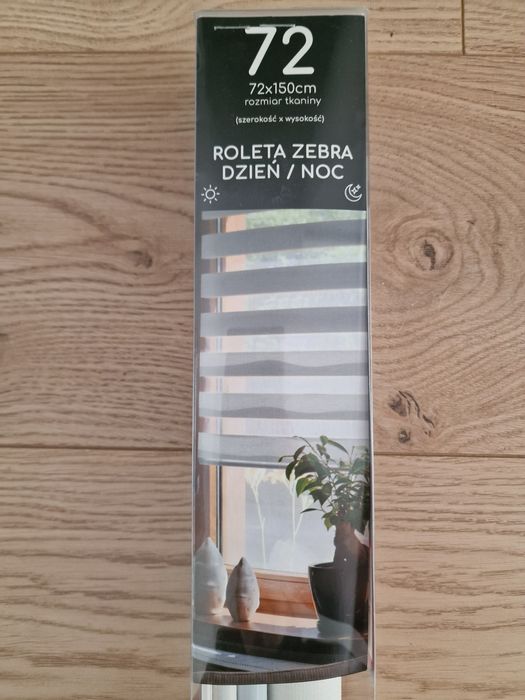 72
72x150cm
rozmiar tkaniny
(szerokość x wysokość)
ROLETA ZEBRA
DZIEŃ / NOC